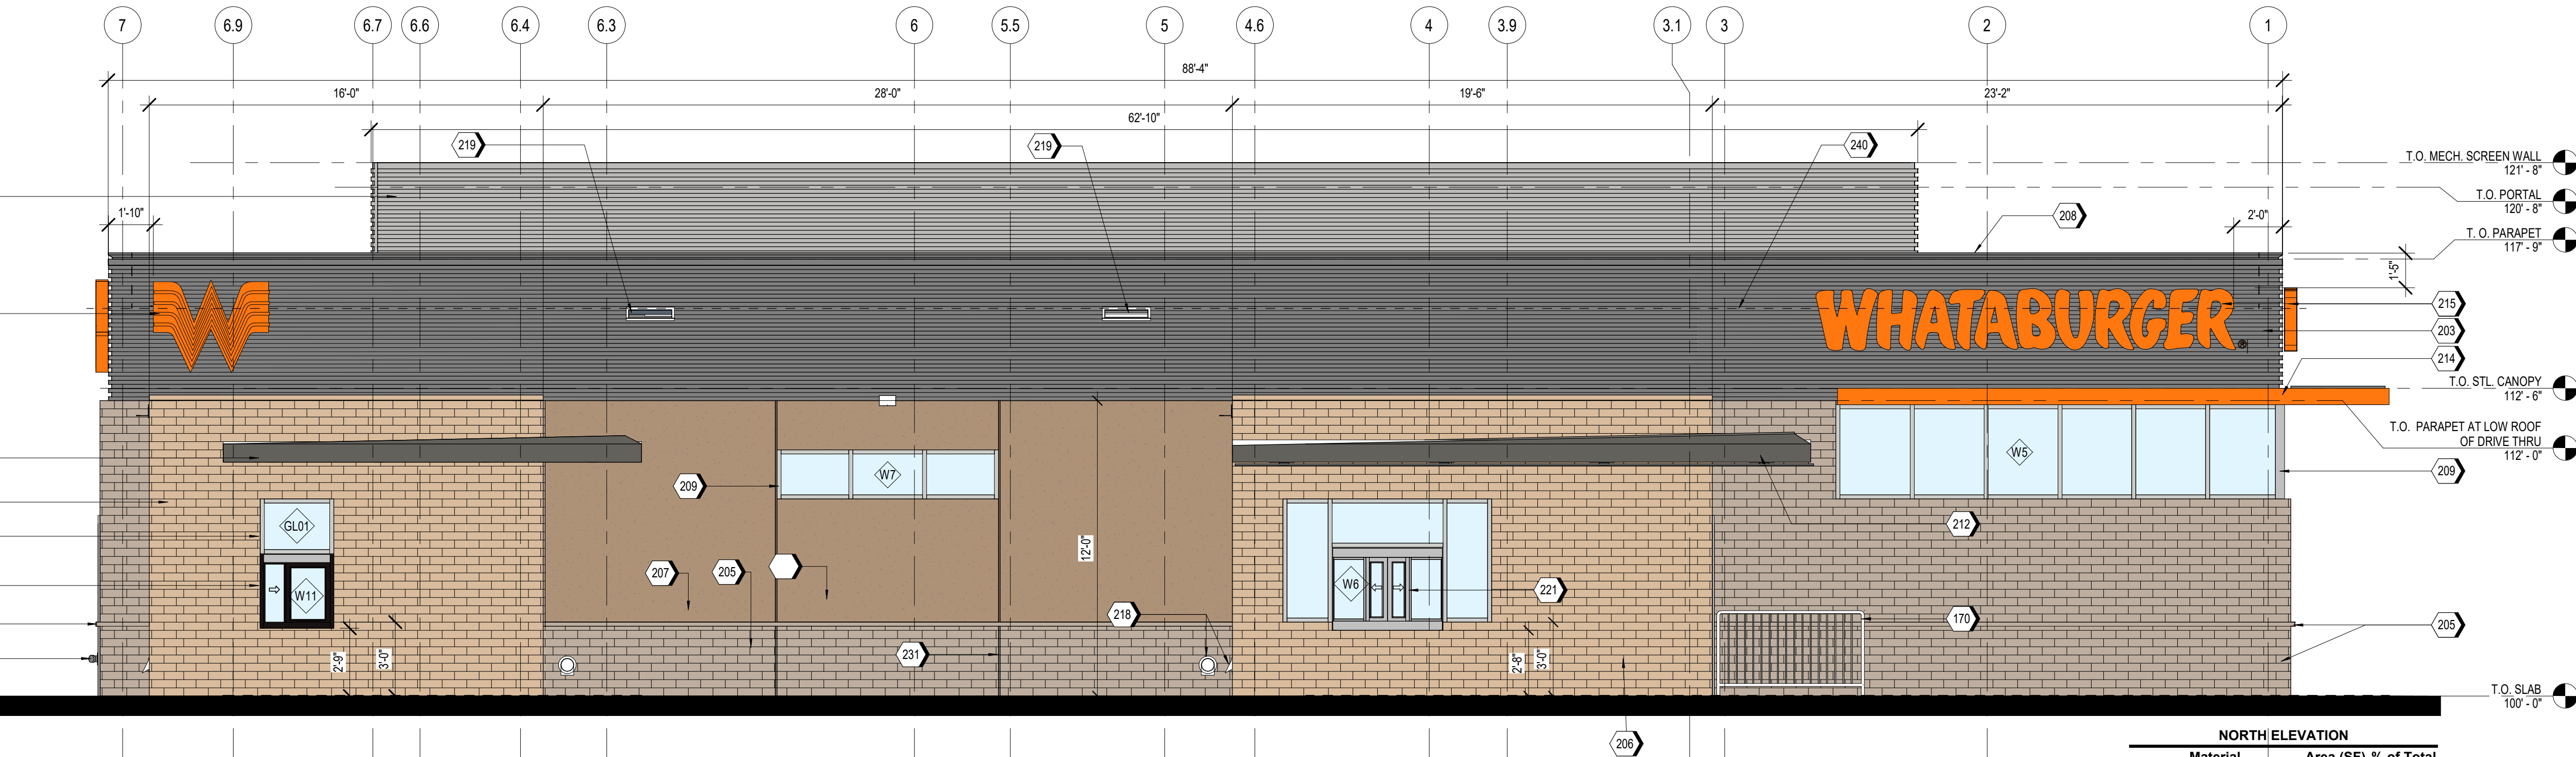 7 6.9 6.7 6.6 6.4 6.3 6 5.5 5 4.6 4 3.9 3.1 3 2 1
88'-4"
16'-0" 28'-0" 19'-6" 23'-2"
62'-10"
219 219 240
T.O. MECH. SCREEN WALL
121' - 8"
T.O. PORTAL
120' - 8"
1'-10" 208 2'-0"
T. O. PARAPET
117' - 9"
1'-5"
W WHATABURGER®
215
203
214
T.O. STL. CANOPY
112' - 6"
T.O. PARAPET AT LOW ROOF
OF DRIVE THRU
112' - 0"
W7 W5
209 209
GL01 212
12'-0"
207 205
W11 W6 221
218 170 205
2'-9" 3'-0" 231 2'-8" 3'-0"
T.O. SLAB
100' - 0"
206
NORTH ELEVATION
Material Area (SF) % of Total